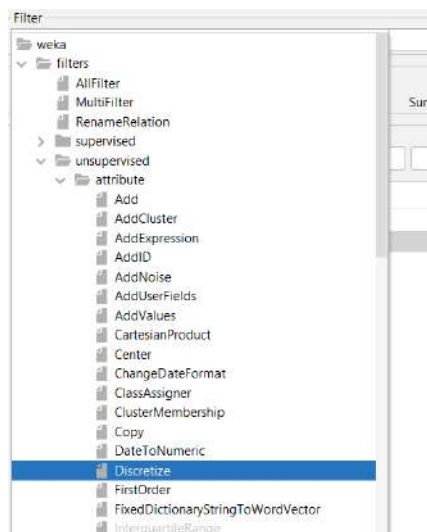 Filter
weka
filters
AllFilter
MultiFilter
RenameRelation
Sur
supervised
unsupervised
attribute
Add
AddCluster
AddExpression
AddID
AddNoise
AddUserFields
AddValues
CartesianProduct
Center
ChangeDateFormat
ClassAssigner
ClusterMembership
Copy
DateToNumeric
Discretize
FirstOrder
FixedDictionaryStringToWordVector
InterquartileRange